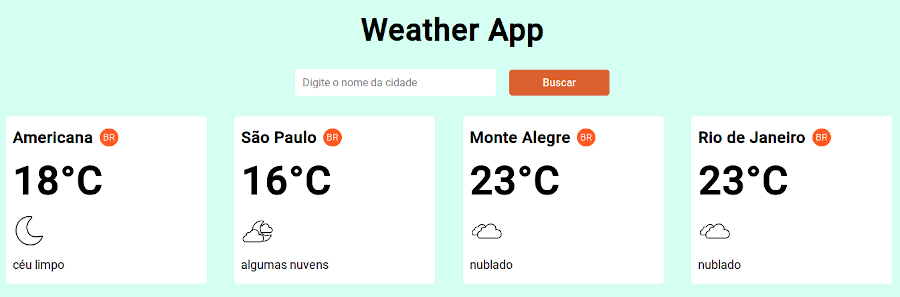 Weather App
Digite o nome da cidade
Buscar
Americana BR
18°C
céu limpo
São Paulo BR
16°C
algumas nuvens
Monte Alegre BR
23°C
nublado
Rio de Janeiro BR
23°C
nublado